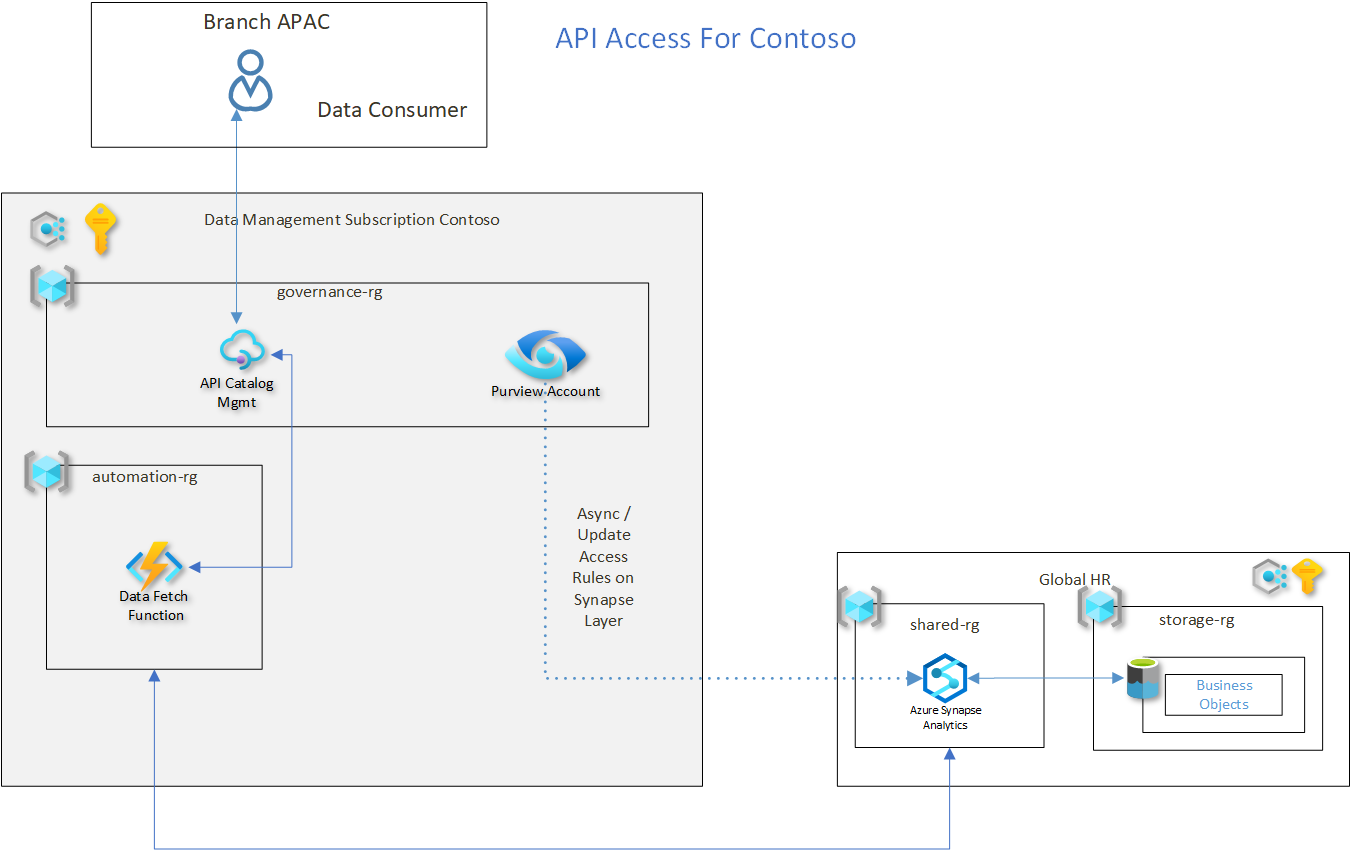 Branch APAC
API Access For Contoso
Data Consumer
Data Management Subscription Contoso
governance-rg
API Catalog
Mgmt
Purview Account
automation-rg
Data Fetch
Function
Async /
Update
Access
Rules on
Synapse
Layer
Global HR
shared-rg
storage-rg
Azure Synapse
Analytics
Business
Objects